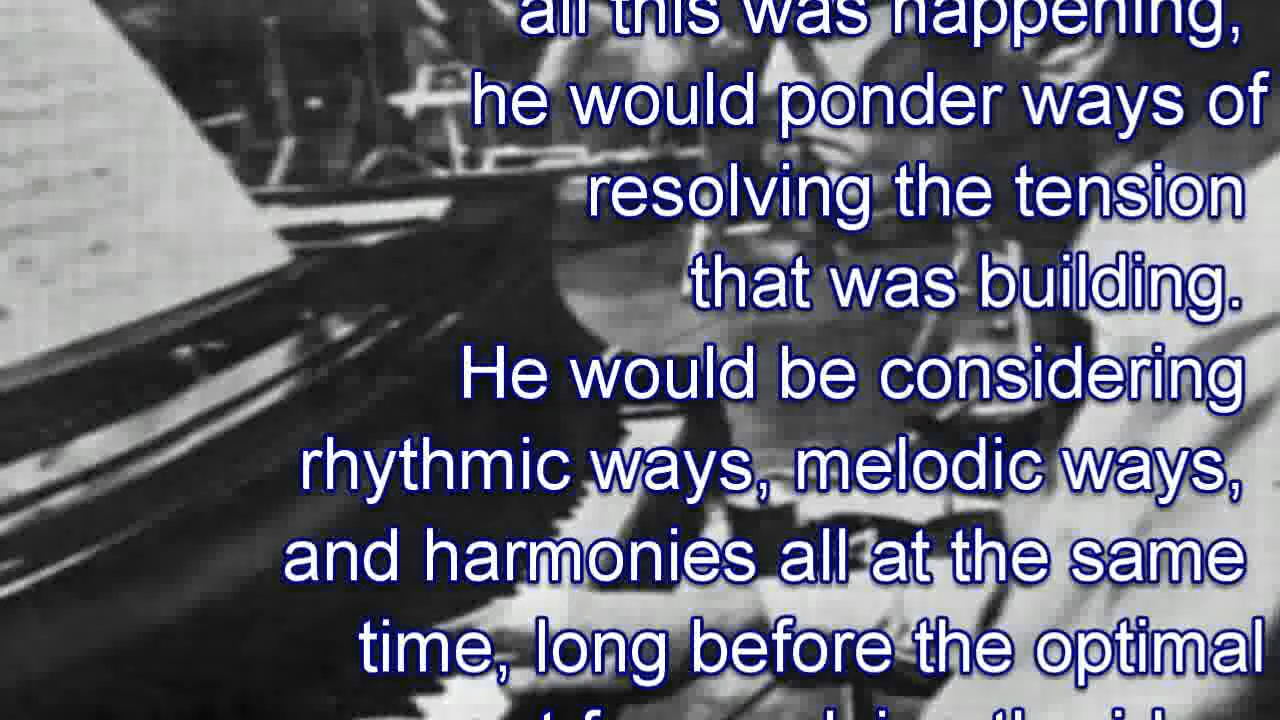 all this was happening,
he would ponder ways of
resolving the tension
that was building.
He would be considering
rhythmic ways, melodic ways,
and harmonies all at the same
time, long before the optimal